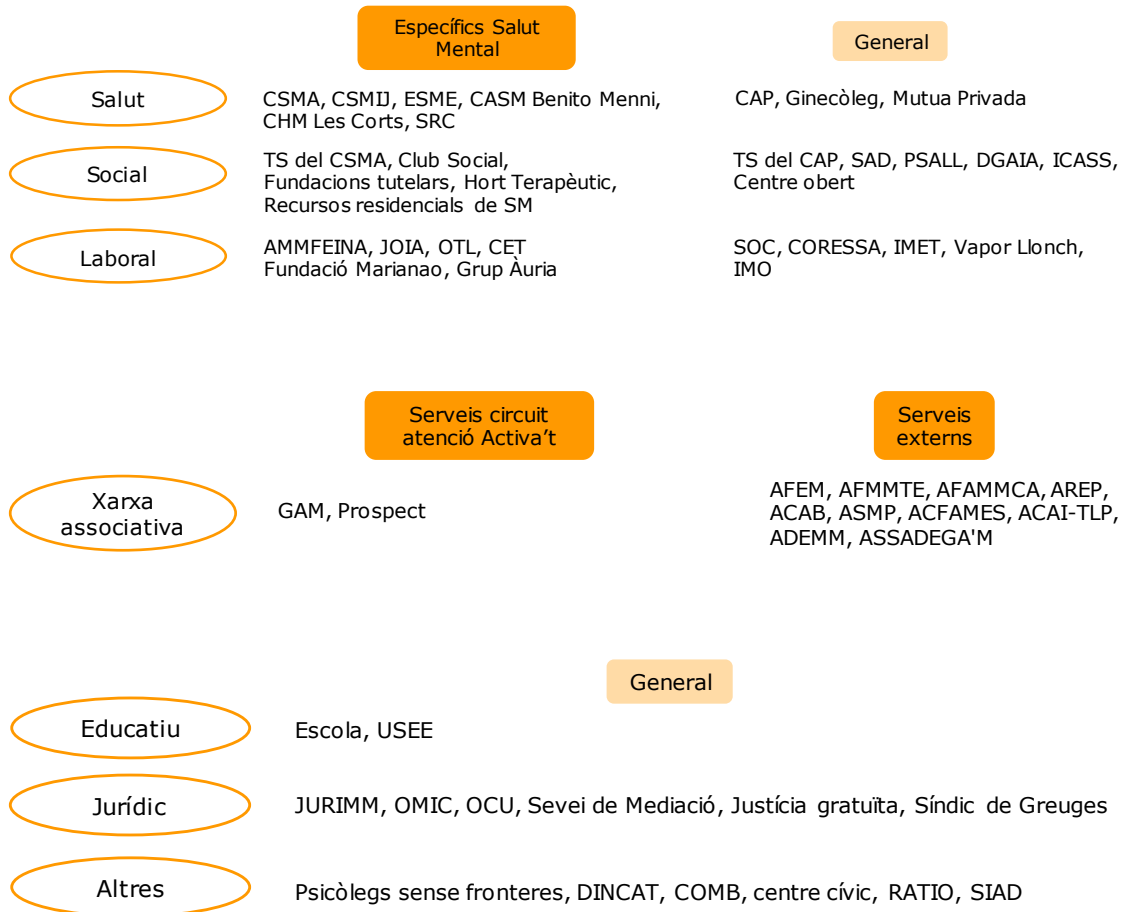 Específics Salut
Mental
General
Salut
CSMA, CSMIJ, ESME, CASM Benito Menni,
CHM Les Corts, SRC
CAP, Ginecòleg, Mutua Privada
Social
TS del CSMA, Club Social,
Fundacions tutelars, Hort Terapèutic,
Recursos residencials de SM
TS del CAP, SAD, PSALL, DGAIA, ICASS,
Centre obert
Laboral
AMMFEINA, JOIA, OTL, CET
Fundació Marianao, Grup Àuria
SOC, CORESSA, IMET, Vapor Llonch,
IMO
Serveis circuit
atenció Activa’t
Serveis
externs
Xarxa
associativa
GAM, Prospect
AFEM, AFMMTE, AFAMMCA, AREP,
ACAB, ASMP, ACFAMES, ACAI-TLP,
ADEMM, ASSADEGA'M
General
Educatiu
Escola, USEE
Jurídic
JURIMM, OMIC, OCU, Sevei de Mediació, Justícia gratuïta, Síndic de Greuges
Altres
Psicòlegs sense fronteres, DINCAT, COMB, centre cívic, RATIO, SIAD